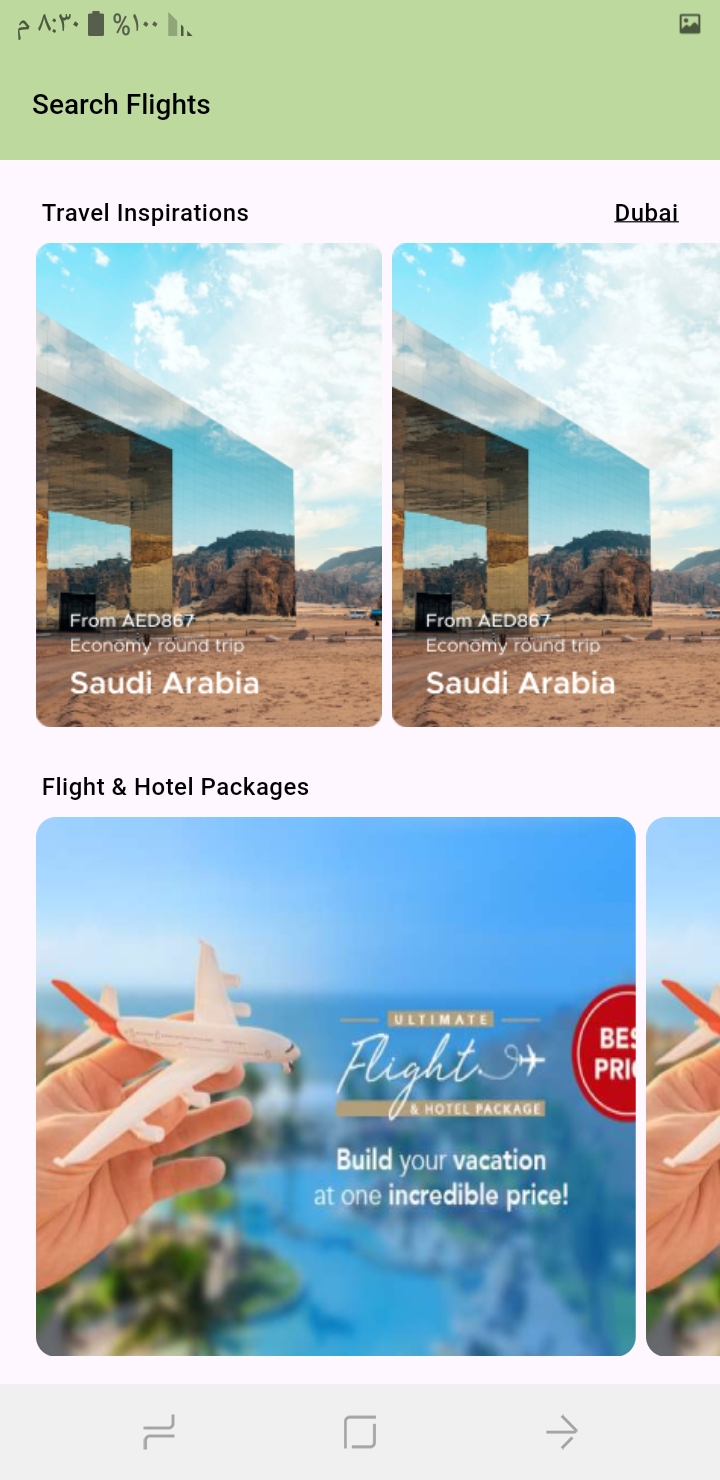 م ٨:٣٠ %١٠٠
Search Flights
Travel Inspirations Dubai
From AED867
Economy round trip
Saudi Arabia
From AED867
Economy round trip
Saudi Arabia
Flight & Hotel Packages
ULTIMATE
Flight
& HOTEL PACKAGE
BES
PRIC
Build your vacation
at one incredible price!